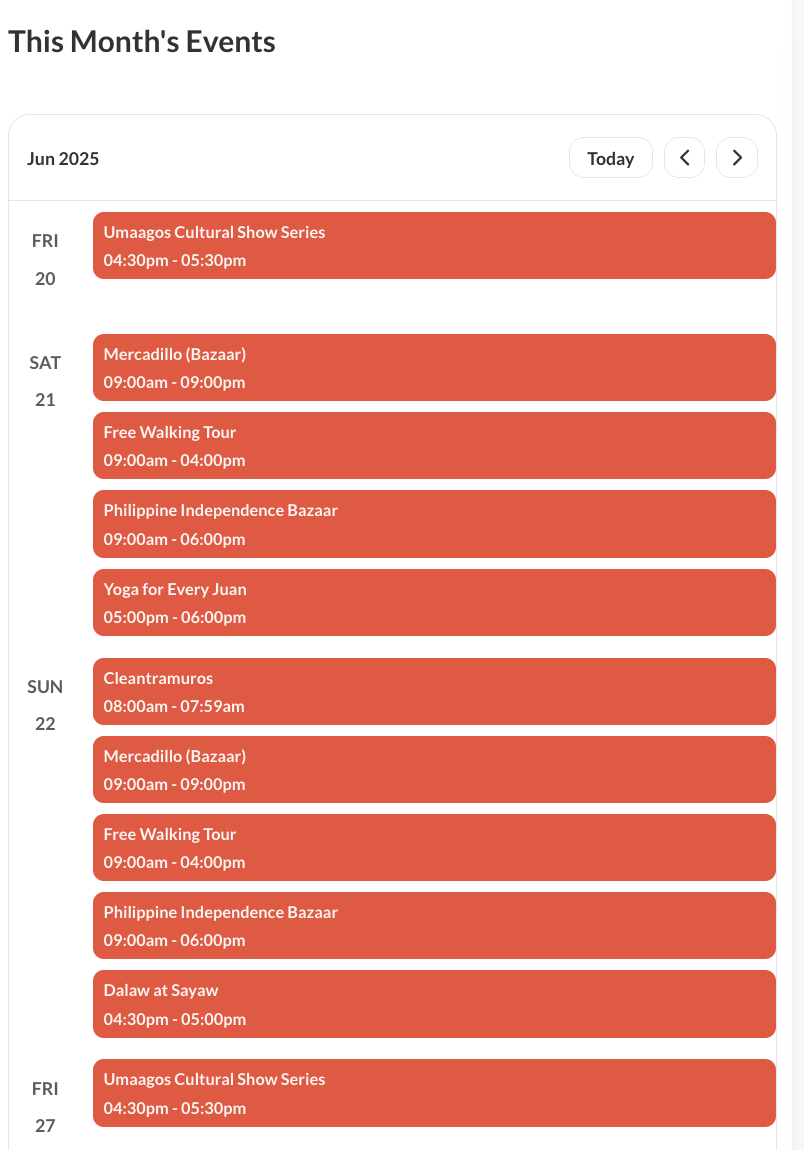 This Month's Events
Jun 2025
Today
FRI
20
Umaagos Cultural Show Series
04:30pm - 05:30pm
SAT
21
Mercadillo (Bazaar)
09:00am - 09:00pm
Free Walking Tour
09:00am - 04:00pm
Philippine Independence Bazaar
09:00am - 06:00pm
Yoga for Every Juan
05:00pm - 06:00pm
SUN
22
Cleantramuros
08:00am - 07:59am
Mercadillo (Bazaar)
09:00am - 09:00pm
Free Walking Tour
09:00am - 04:00pm
Philippine Independence Bazaar
09:00am - 06:00pm
Dalaw at Sayaw
04:30pm - 05:00pm
FRI
27
Umaagos Cultural Show Series
04:30pm - 05:30pm